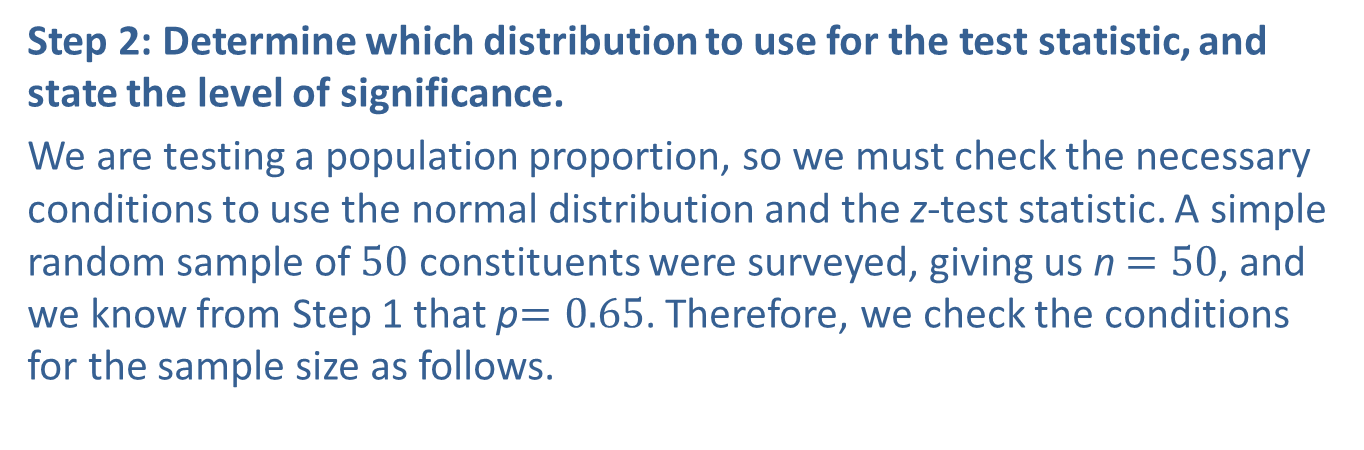 Step 2: Determine which distribution to use for the test statistic, and
state the level of significance.
We are testing a population proportion, so we must check the necessary
conditions to use the normal distribution and the z-test statistic. A simple
random sample of 50 constituents were surveyed, giving us n = 50, and
we know from Step 1 that p= 0.65. Therefore, we check the conditions
for the sample size as follows.